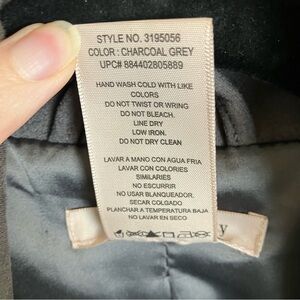 STYLE NO. 3195056
COLOR: CHARCOAL GREY
UPC# 884402805889
HAND WASH COLD WITH LIKE
COLORS
DO NOT TWIST OR WRING
DO NOT BLEACH.
LINE DRY
LOW IRON.
DO NOT DRY CLEAN
LAVAR A MANO CON AGUA FRIA
LAVAR CON COLORIES
SIMILARIES
NO ESCURRIR
NO USAR BLANQUEADOR.
SECAR COLGADO
PLANCHAR A TEMPERATURA BAJA
NO LAVAR EN SECO
y